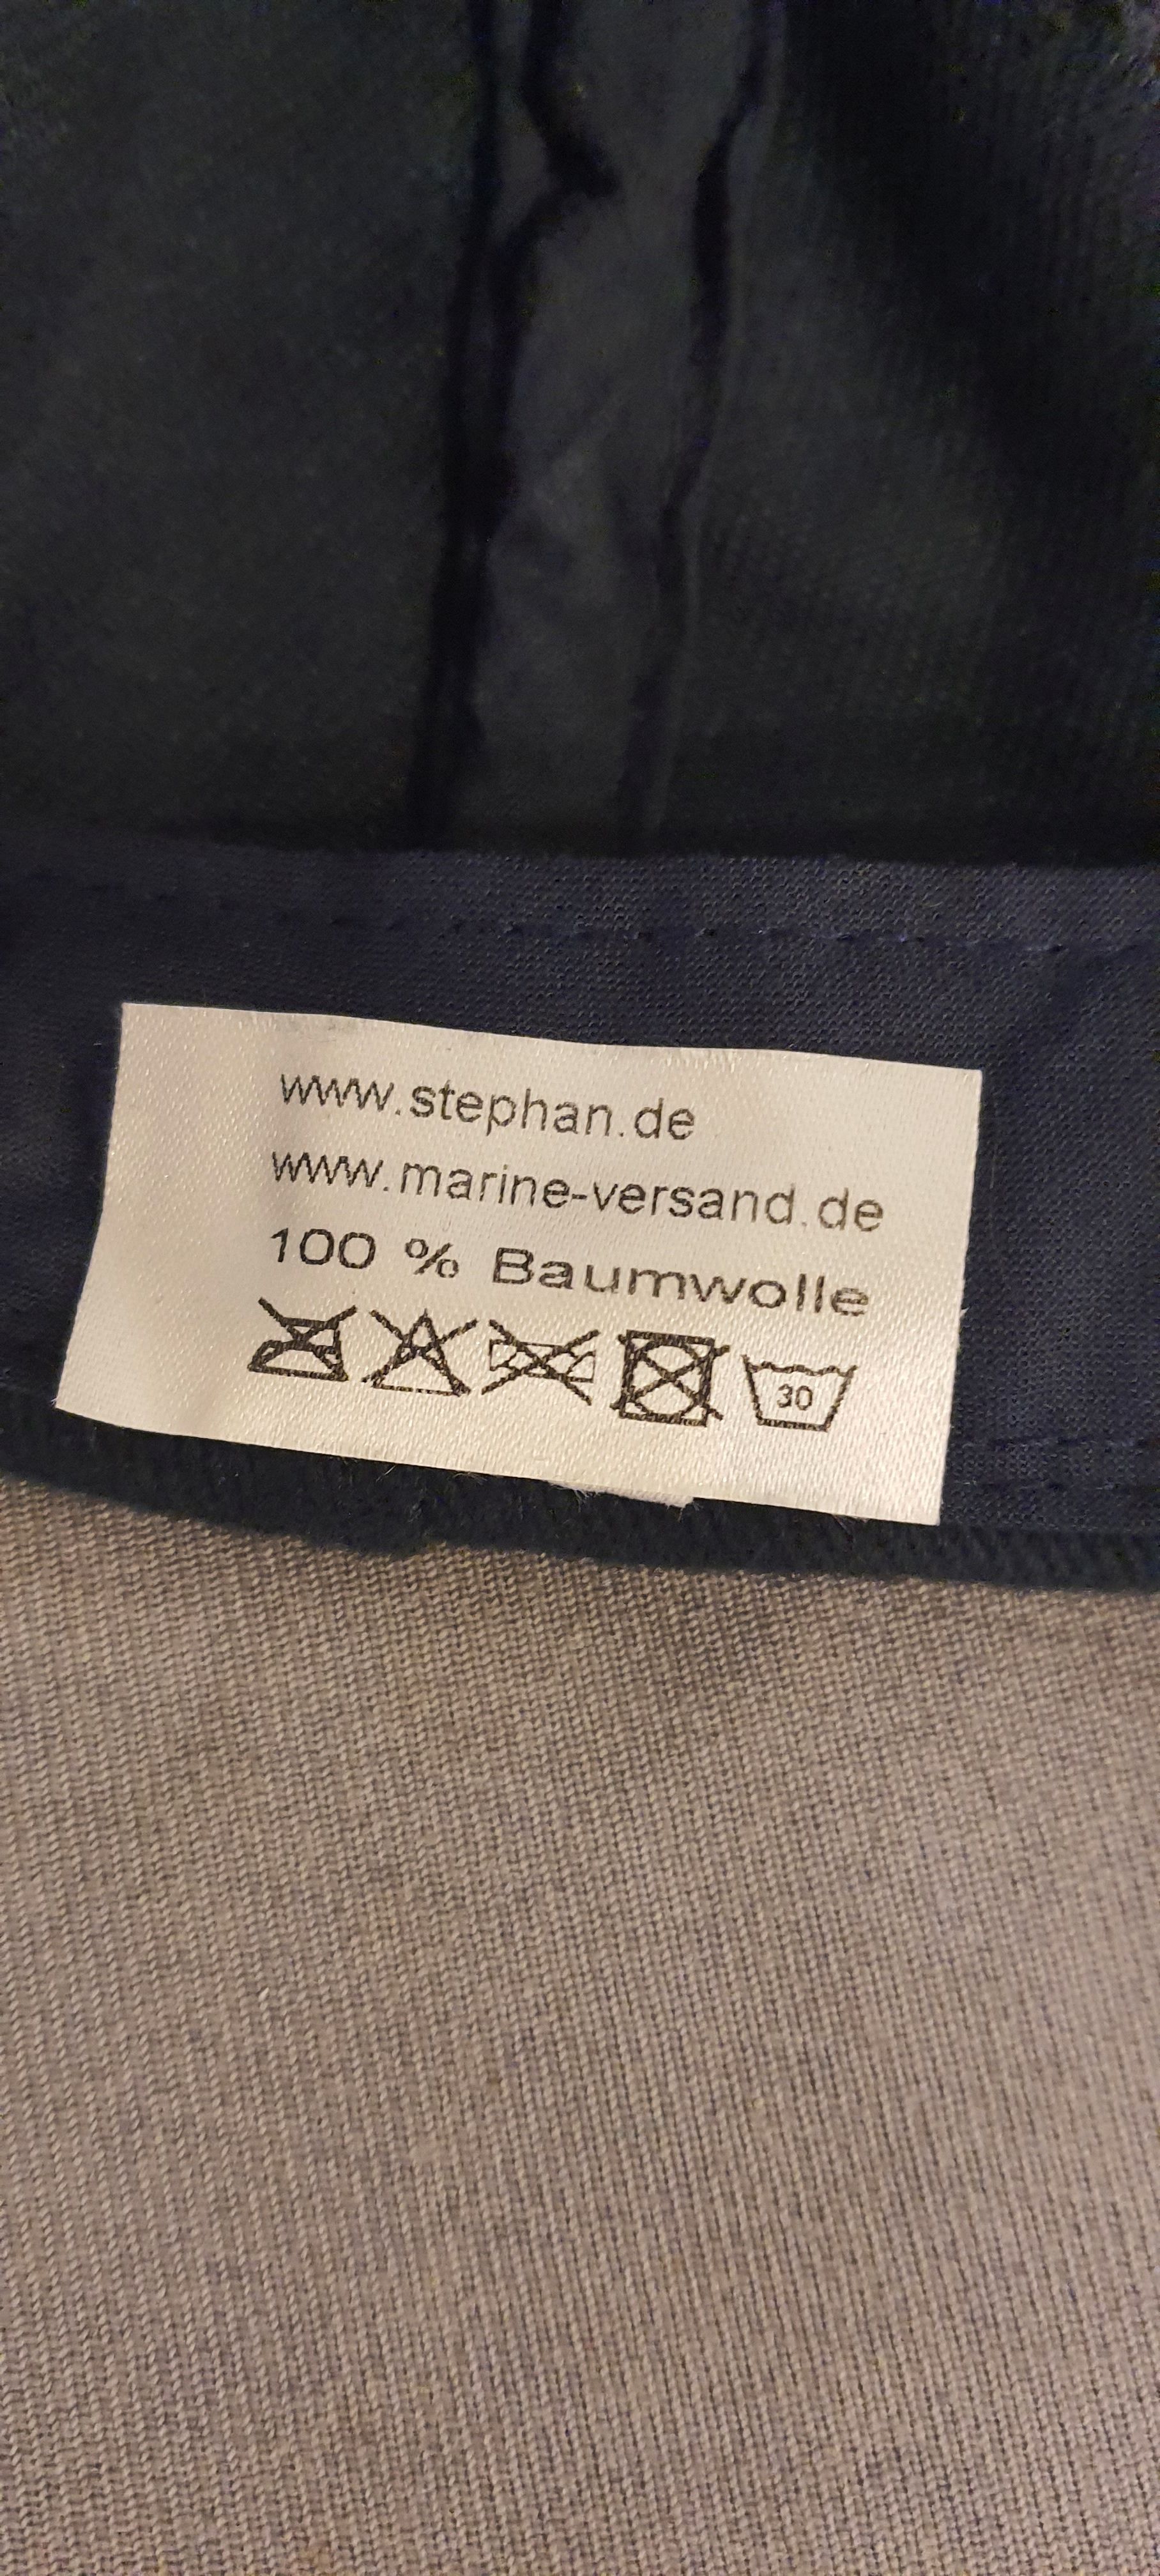 www.stephan.de
www.marine-versand.de
100 % Baumwolle
30